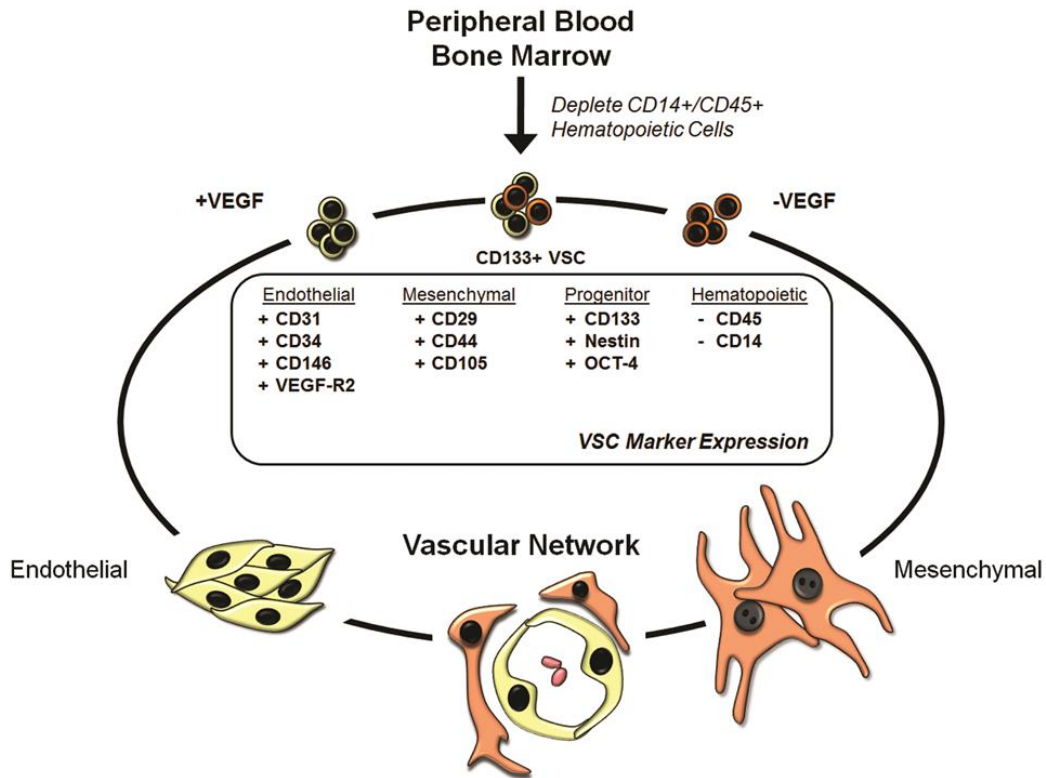 Peripheral Blood
Bone Marrow
Deplete CD14+/CD45+
Hematopoietic Cells
+VEGF
-VEGF
CD133+ VSC
Endothelial Mesenchymal Progenitor Hematopoietic
+ CD31 + CD29 + CD133 - CD45
+ CD34 + CD44 + Nestin - CD14
+ CD146 + CD105 + OCT-4
+ VEGF-R2
VSC Marker Expression
Vascular Network
Endothelial
Mesenchymal